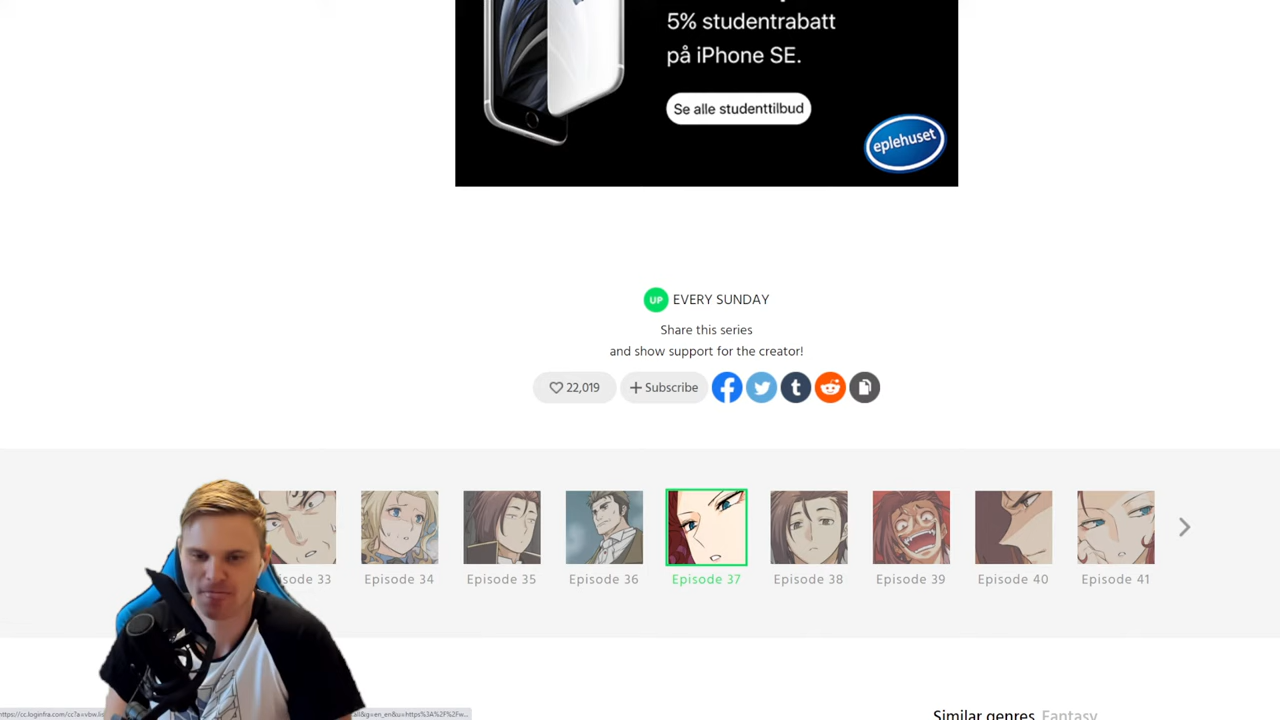 5% studentrabatt
på iPhone SE.
Se alle studenttilbud
eplehuset
UP EVERY SUNDAY
Share this series
and show support for the creator!
22,019
+ Subscribe
isode 33
Episode 34
Episode 35
Episode 36
Episode 37
Episode 38
Episode 39
Episode 40
Episode 41
Similar genres Fantasy